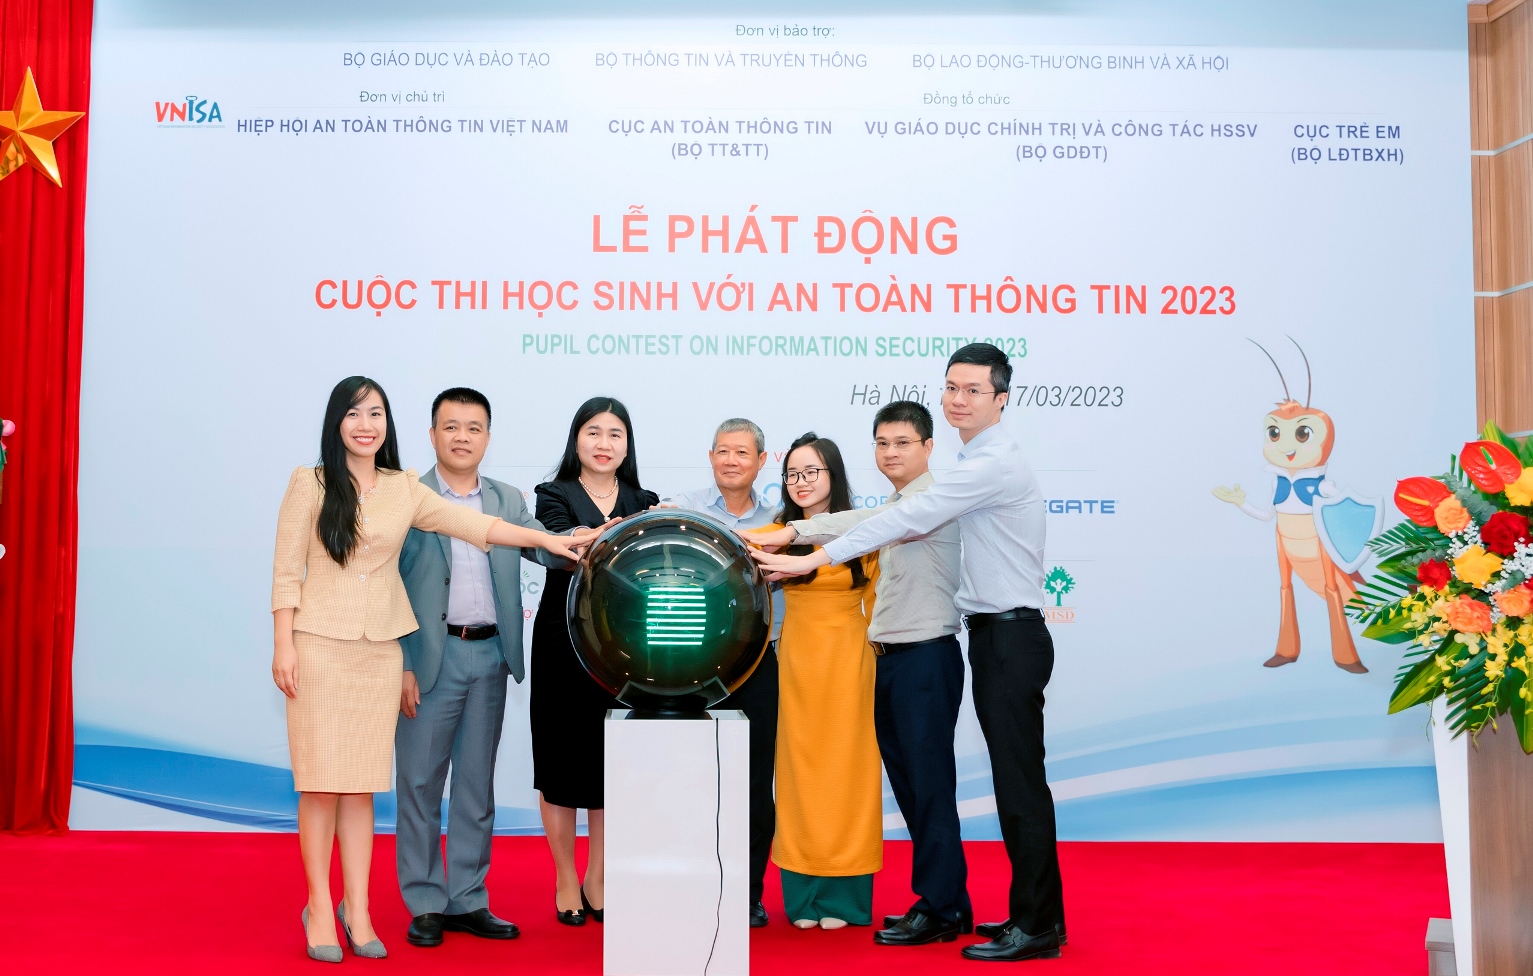 Đơn vị bảo trợ:
BỘ GIÁO DỤC VÀ ĐÀO TẠO BỘ THÔNG TIN VÀ TRUYỀN THÔNG BỘ LAO ĐỘNG-THƯƠNG BINH VÀ XÃ HỘI
Đơn vị chủ trì Đồng tổ chức
VNISA HIỆP HỘI AN TOÀN THÔNG TIN VIỆT NAM CỤC AN TOÀN THÔNG TIN VỤ GIÁO DỤC CHÍNH TRỊ VÀ CÔNG TÁC HSSV CỤC TRẺ EM
(BỘ TT&TT) (BỘ GDĐT) (BỘ LĐTBXH)
LỄ PHÁT ĐỘNG
CUỘC THI HỌC SINH VỚI AN TOÀN THÔNG TIN 2023
PUPIL CONTEST ON INFORMATION SECURITY 2023
Hà Nội, 17/03/2023
EGATE
MSD